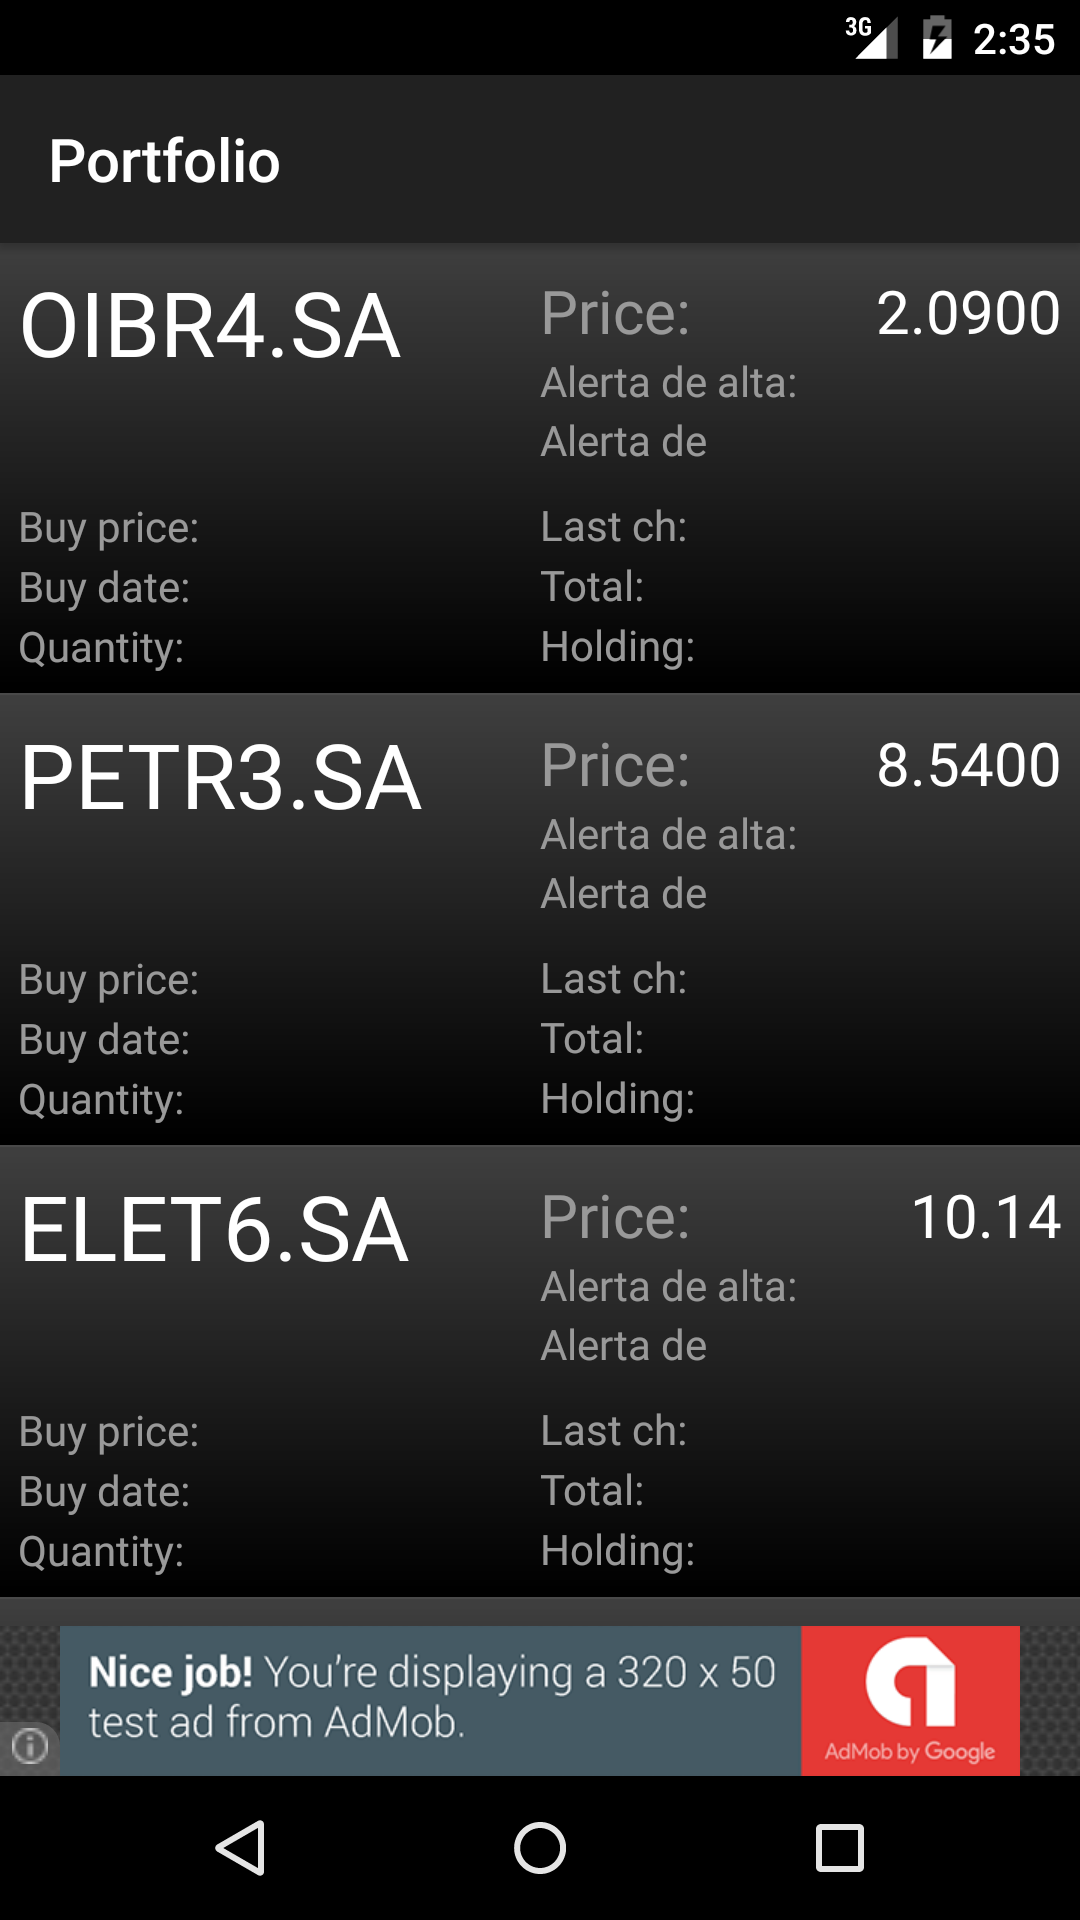 3G 2:35
Portfolio
OIBR4.SA Price: 2.0900
Alerta de alta:
Alerta de
Buy price: Last ch:
Buy date: Total:
Quantity: Holding:
PETR3.SA Price: 8.5400
Alerta de alta:
Alerta de
Buy price: Last ch:
Buy date: Total:
Quantity: Holding:
ELET6.SA Price: 10.14
Alerta de alta:
Alerta de
Buy price: Last ch:
Buy date: Total:
Quantity: Holding:
Nice job! You're displaying a 320 x 50
test ad from AdMob.
AdMob by Google